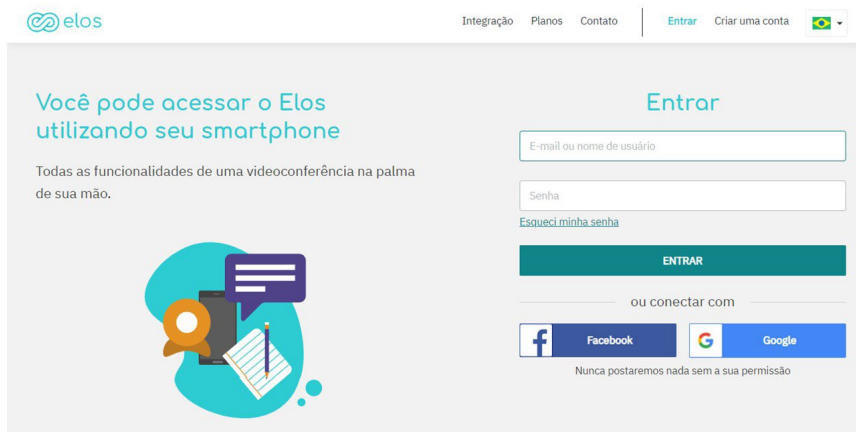 elos
Integração Planos Contato Entrar Criar uma conta
Você pode acessar o Elos
utilizando seu smartphone
Todas as funcionalidades de uma videoconferência na palma
de sua mão.
Entrar
E-mail ou nome de usuário
Senha
Esqueci minha senha
ENTRAR
ou conectar com
Facebook
Google
Nunca postaremos nada sem a sua permissão